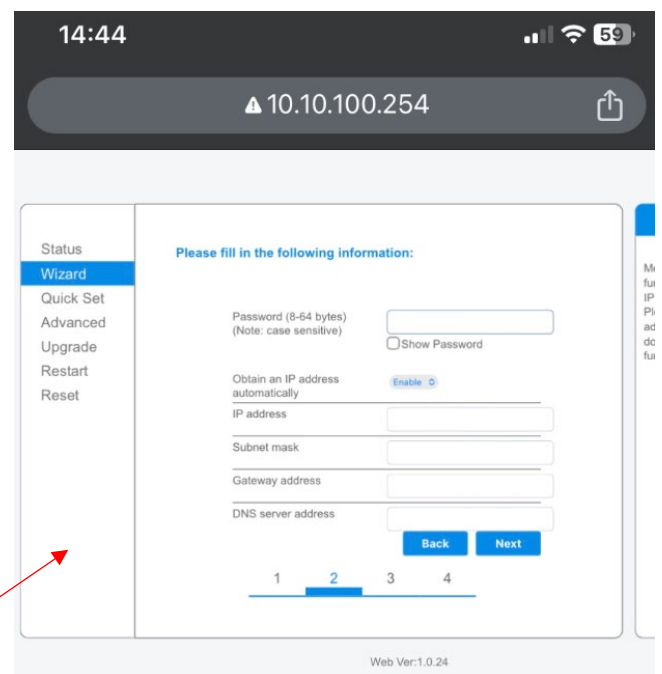 14:44
59
10.10.100.254
Status
Wizard
Quick Set
Advanced
Upgrade
Restart
Reset
Please fill in the following information:
Password (8-64 bytes)
(Note: case sensitive)
Show Password
Obtain an IP address
automatically
Enable
IP address
Subnet mask
Gateway address
DNS server address
Back Next
1 2 3 4
IP
Web Ver:1.0.24